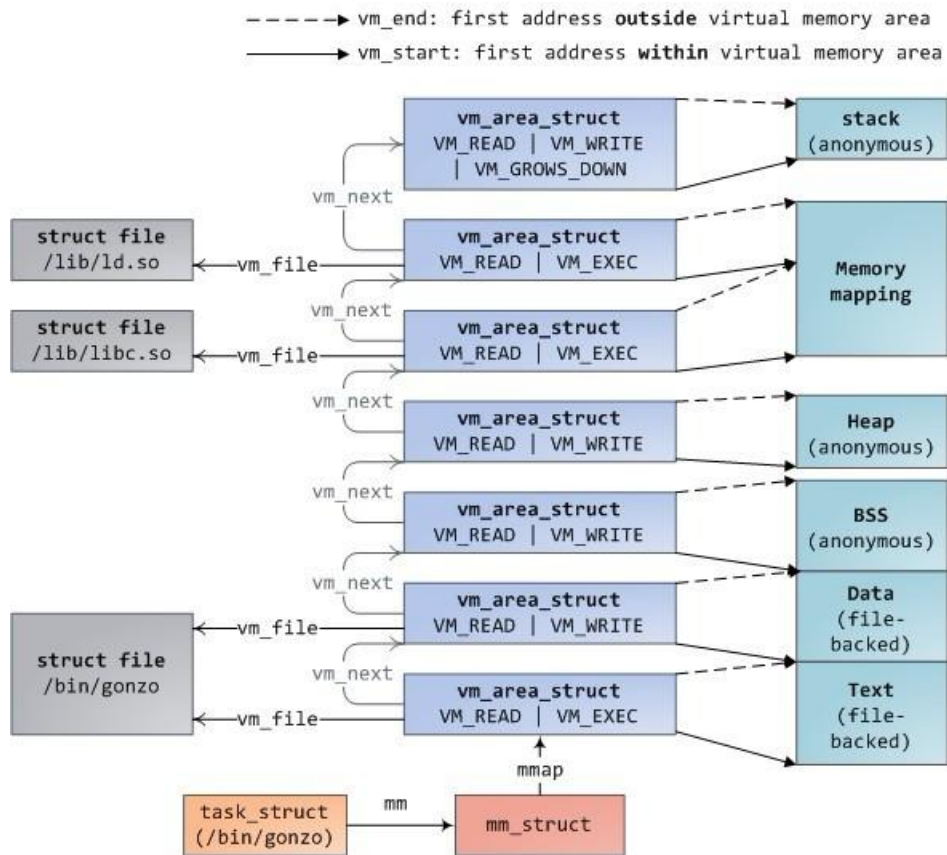 vm_end: first address outside virtual memory area
vm_start: first address within virtual memory area
vm_area_struct
VM_READ | VM_WRITE
| VM_GROWS_DOWN
stack
(anonymous)
vm_next
struct file
/lib/ld.so
vm_file
vm_area_struct
VM_READ | VM_EXEC
Memory
mapping
vm_next
struct file
/lib/libc.so
vm_file
vm_area_struct
VM_READ | VM_EXEC
vm_next
vm_area_struct
VM_READ | VM_WRITE
Heap
(anonymous)
vm_next
vm_area_struct
VM_READ | VM_WRITE
BSS
(anonymous)
vm_next
vm_area_struct
VM_READ | VM_WRITE
Data
(file-
backed)
vm_file
struct file
/bin/gonzo
vm_next
vm_file
vm_area_struct
VM_READ | VM_EXEC
Text
(file-
backed)
mmap
task_struct
(/bin/gonzo)
mm
mm_struct